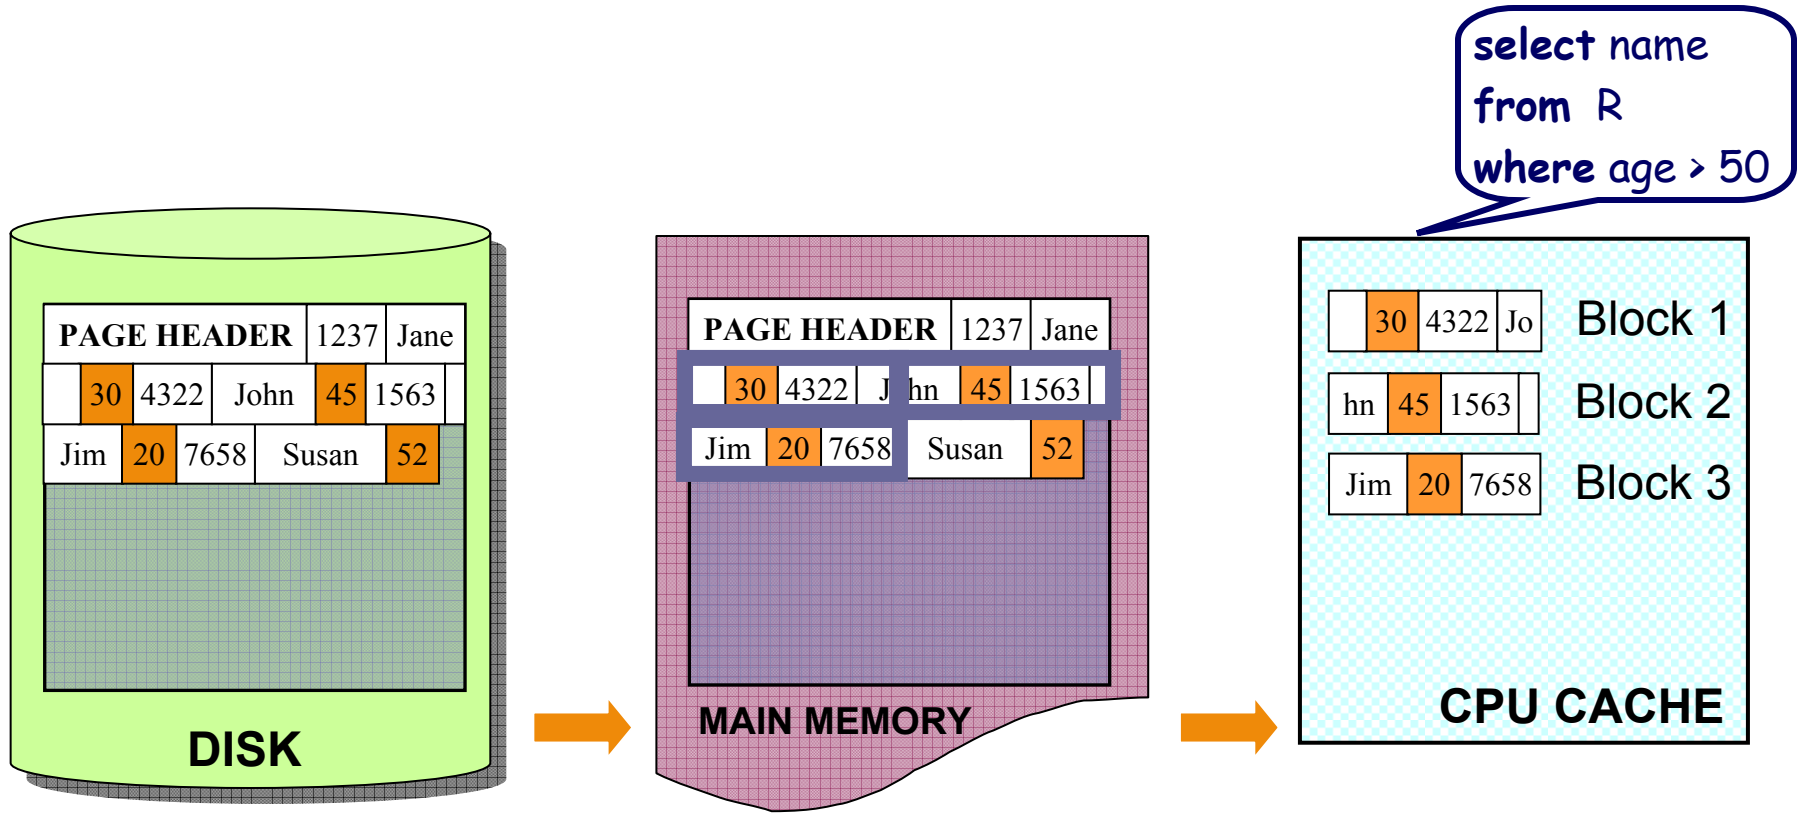 select name
from R
where age > 50
PAGE HEADER 1237 Jane
30 4322 John 45 1563
Jim 20 7658 Susan 52
DISK
PAGE HEADER 1237 Jane
30 4322 J hn 45 1563
Jim 20 7658 Susan 52
MAIN MEMORY
30 4322 Jo Block 1
hn 45 1563 Block 2
Jim 20 7658 Block 3
CPU CACHE